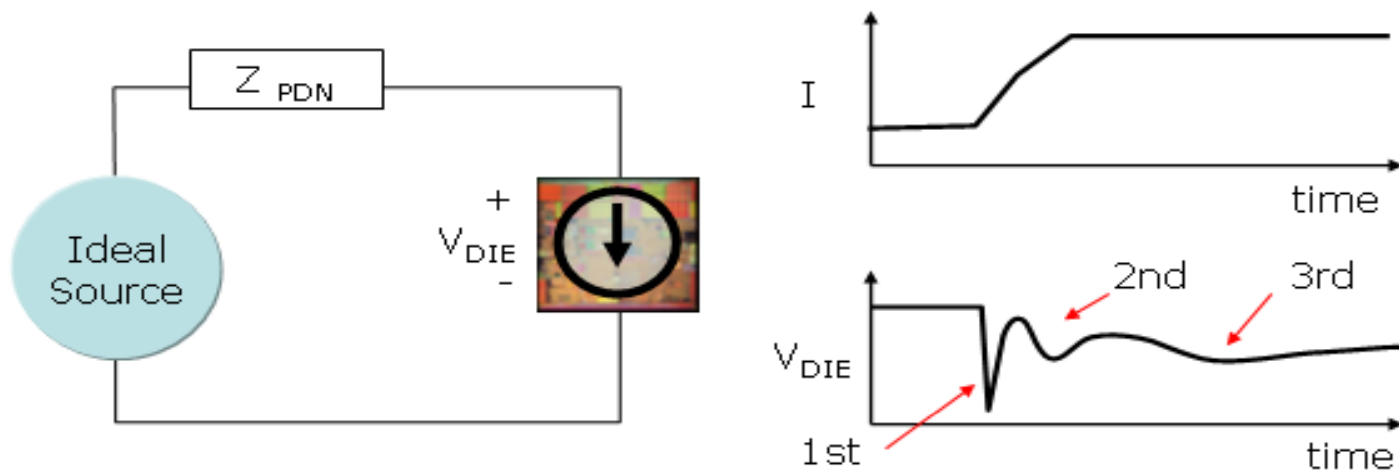 Z PDN
Ideal
Source
+
VDIE
-
I
time
2nd
3rd
VDIE
1st
time